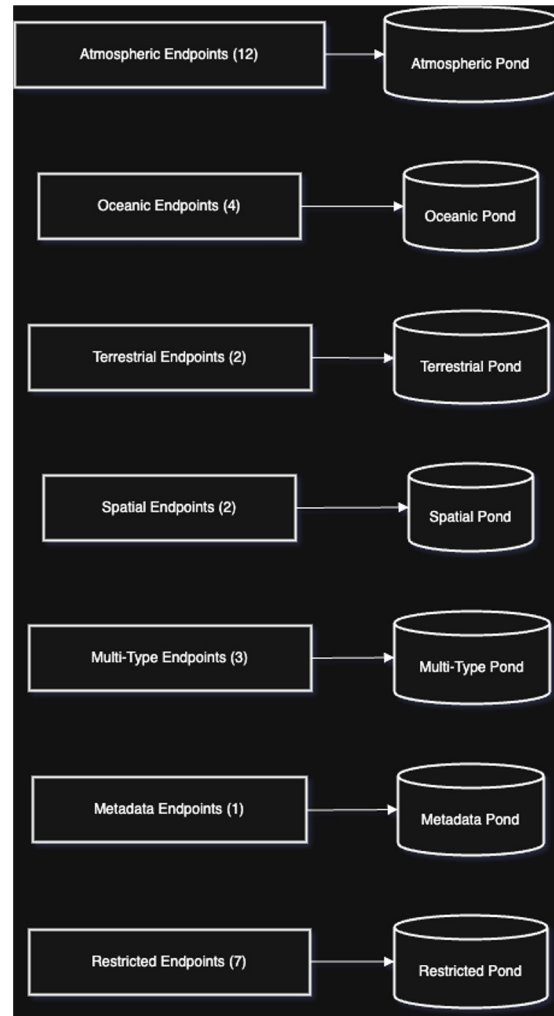 Atmospheric Endpoints (12)
Atmospheric Pond
Oceanic Endpoints (4)
Oceanic Pond
Terrestrial Endpoints (2)
Terrestrial Pond
Spatial Endpoints (2)
Spatial Pond
Multi-Type Endpoints (3)
Multi-Type Pond
Metadata Endpoints (1)
Metadata Pond
Restricted Endpoints (7)
Restricted Pond